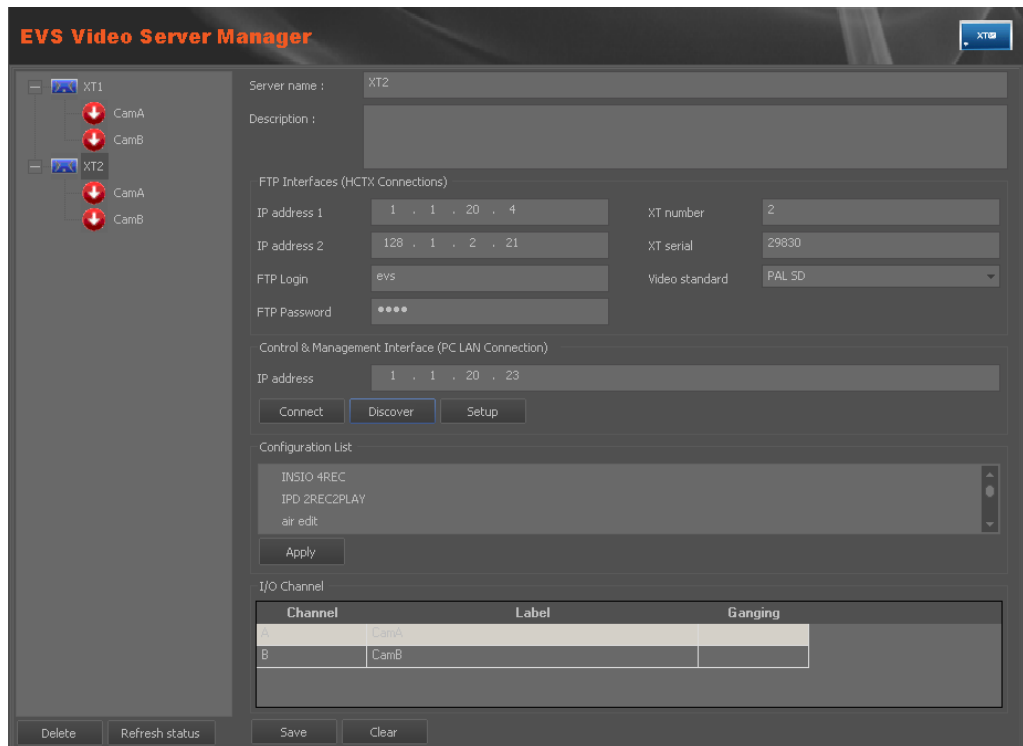 EVS Video Server Manager
XT
XT1
CamA
CamB
XT2
CamA
CamB
Delete
Refresh status
Server name :
XT2
Description :
FTP Interfaces (HCTX Connections)
IP address 1
1 . 1 . 20 . 4
XT number
2
IP address 2
128 . 1 . 2 . 21
XT serial
29830
FTP Login
evs
Video standard
PAL SD
FTP Password
●●●●
Control & Management Interface (PC LAN Connection)
IP address
1 . 1 . 20 . 23
Connect
Discover
Setup
Configuration List
INSIO 4REC
IPD 2REC2PLAY
air edit
Apply
I/O Channel
Channel Label Ganging
A CamA
B CamB
Save
Clear